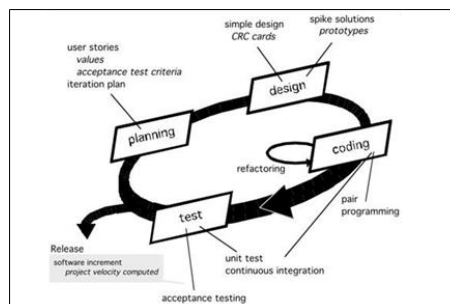 simple design
CRC cards
spike solutions
prototypes
user stories
values
acceptance test criteria
iteration plan
design
planning
coding
refactoring
pair
programming
test
unit test
continuous integration
Release
software increment
project velocity computed
acceptance testing